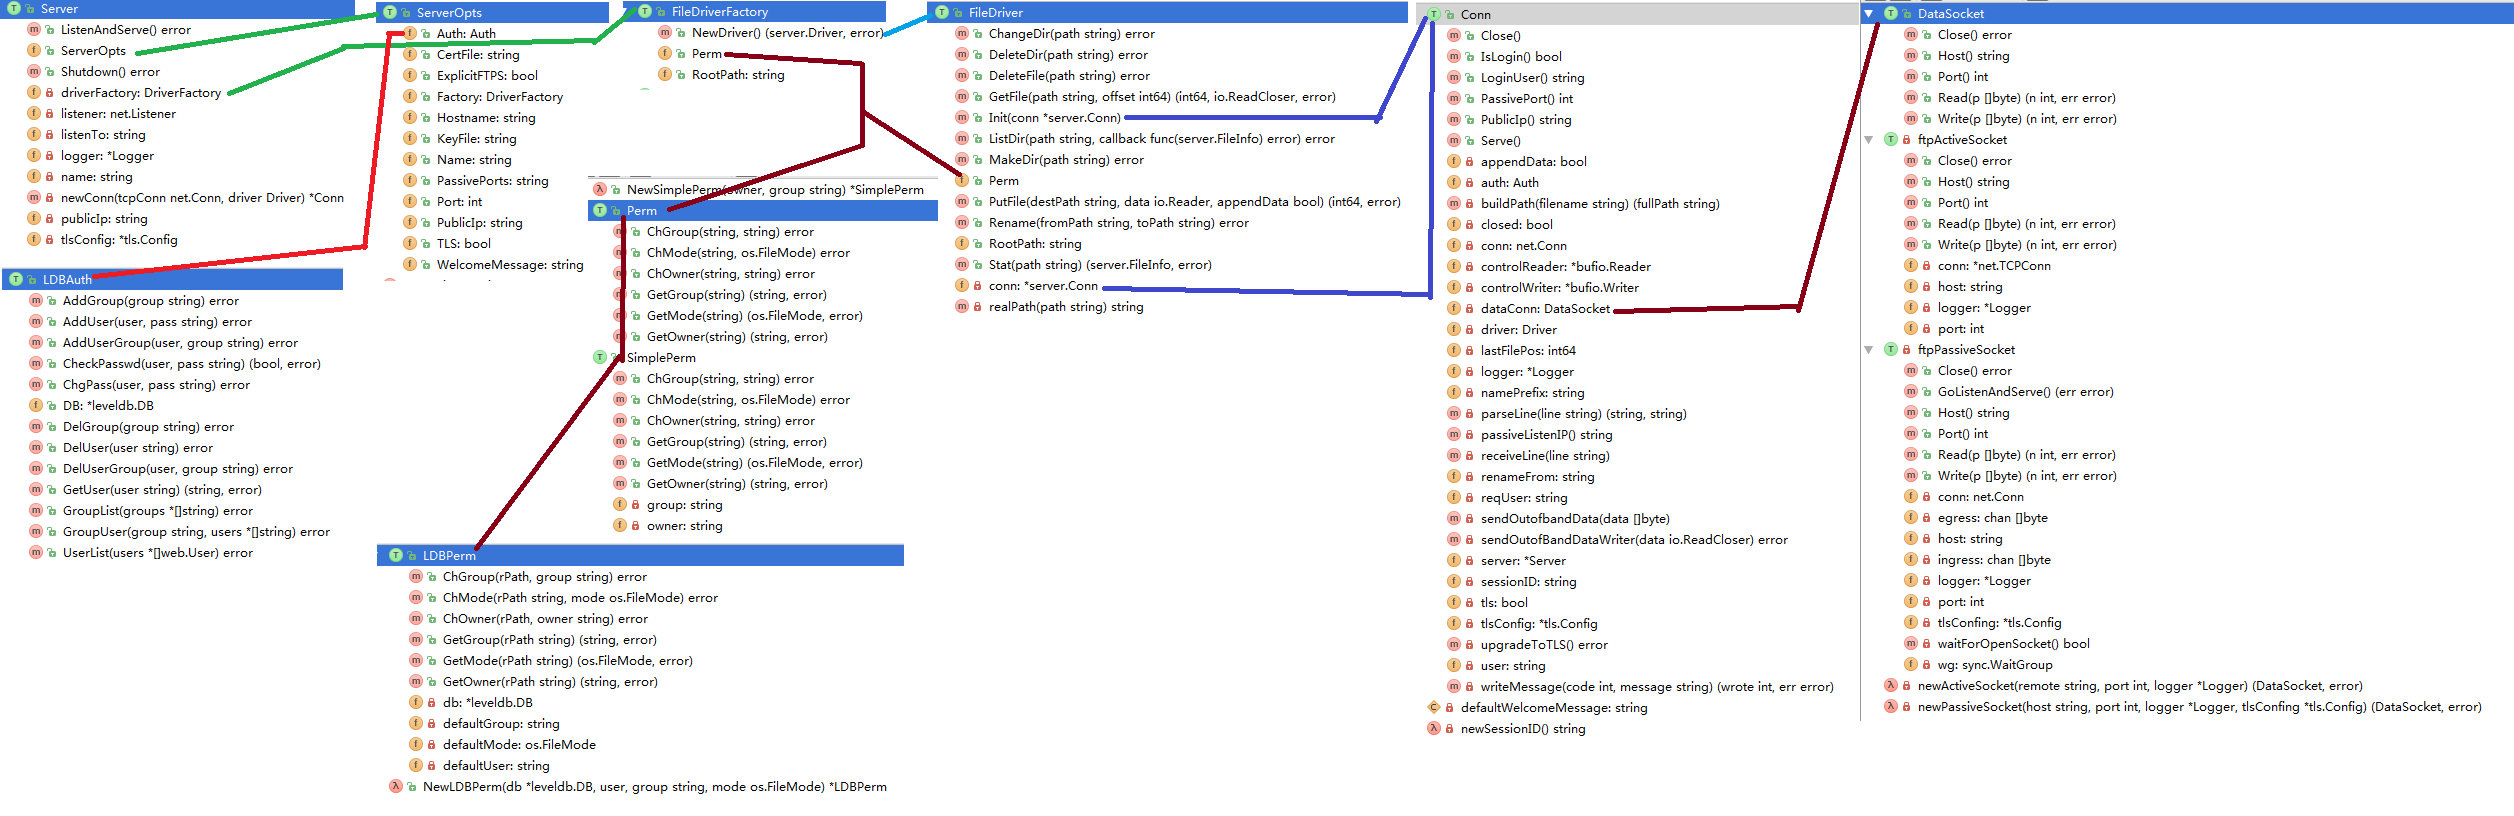 Server
ListenAndServe() error
ServerOpts
Shutdown() error
driverFactory: DriverFactory
listener: net.Listener
listenTo: string
logger: *Logger
name: string
newConn(tcpConn net.Conn, driver Driver) *Conn
publicIp: string
tlsConfig: *tls.Config
LDBAuth
AddGroup(group string) error
AddUser(user, pass string) error
AddUserGroup(user, group string) error
CheckPasswd(user, pass string) (bool, error)
ChgPass(user, pass string) error
DB: *leveldb.DB
DelGroup(group string) error
DelUser(user string) error
DelUserGroup(user, group string) error
GetUser(user string) (string, error)
GroupList(groups *[]string) error
GroupUser(group string, users *[]string) error
UserList(users *[]web.User) error
ServerOpts
Auth: Auth
CertFile: string
ExplicitFTPS: bool
Factory: DriverFactory
Hostname: string
KeyFile: string
Name: string
PassivePorts: string
Port: int
PublicIp: string
TLS: bool
WelcomeMessage: string
FileDriverFactory
NewDriver() (server.Driver, error)
Perm
RootPath: string
NewSimplePerm(owner, group string) *SimplePerm
Perm
ChGroup(string, string) error
ChMode(string, os.FileMode) error
ChOwner(string, string) error
GetGroup(string) (string, error)
GetMode(string) (os.FileMode, error)
GetOwner(string) (string, error)
SimplePerm
ChGroup(string, string) error
ChMode(string, os.FileMode) error
ChOwner(string, string) error
GetGroup(string) (string, error)
GetMode(string) (os.FileMode, error)
GetOwner(string) (string, error)
group: string
owner: string
LDBPerm
ChGroup(rPath, group string) error
ChMode(rPath string, mode os.FileMode) error
ChOwner(rPath, owner string) error
GetGroup(rPath string) (string, error)
GetMode(rPath string) (os.FileMode, error)
GetOwner(rPath string) (string, error)
db: *leveldb.DB
defaultGroup: string
defaultMode: os.FileMode
defaultUser: string
NewLDBPerm(db *leveldb.DB, user, group string, mode os.FileMode) *LDBPerm
FileDriver
ChangeDir(path string) error
DeleteDir(path string) error
DeleteFile(path string) error
GetFile(path string, offset int64) (int64, io.ReadCloser, error)
Init(conn *server.Conn)
ListDir(path string, callback func(server.FileInfo) error) error
MakeDir(path string) error
Perm
PutFile(destPath string, data io.Reader, appendData bool) (int64, error)
Rename(fromPath string, toPath string) error
RootPath: string
Stat(path string) (server.FileInfo, error)
conn: *server.Conn
realPath(path string) string
Conn
Close()
IsLogin() bool
LoginUser() string
PassivePort() int
PublicIp() string
Serve()
appendData: bool
auth: Auth
buildPath(filename string) (fullPath string)
closed: bool
conn: net.Conn
controlReader: *bufio.Reader
controlWriter: *bufio.Writer
dataConn: DataSocket
driver: Driver
lastFilePos: int64
logger: *Logger
namePrefix: string
parseLine(line string) (string, string)
passiveListenIP() string
receiveLine(line string)
renameFrom: string
reqUser: string
sendOutofbandData(data []byte)
sendOutofBandDataWriter(data io.ReadCloser) error
server: *Server
sessionID: string
tls: bool
tlsConfig: *tls.Config
upgradeToTLS() error
user: string
writeMessage(code int, message string) (wrote int, err error)
defaultWelcomeMessage: string
newSessionID() string
DataSocket
Close() error
Host() string
Port() int
Read(p []byte) (n int, err error)
Write(p []byte) (n int, err error)
ftpActiveSocket
Close() error
Host() string
Port() int
Read(p []byte) (n int, err error)
Write(p []byte) (n int, err error)
conn: *net.TCPConn
host: string
logger: *Logger
port: int
ftpPassiveSocket
Close() error
GoListenAndServe() (err error)
Host() string
Port() int
Read(p []byte) (n int, err error)
Write(p []byte) (n int, err error)
conn: net.Conn
egress: chan []byte
host: string
ingress: chan []byte
logger: *Logger
port: int
tlsConfing: *tls.Config
waitForOpenSocket() bool
wg: sync.WaitGroup
newActiveSocket(remote string, port int, logger *Logger) (DataSocket, error)
newPassiveSocket(host string, port int, logger *Logger, tlsConfing *tls.Config) (DataSocket, error)